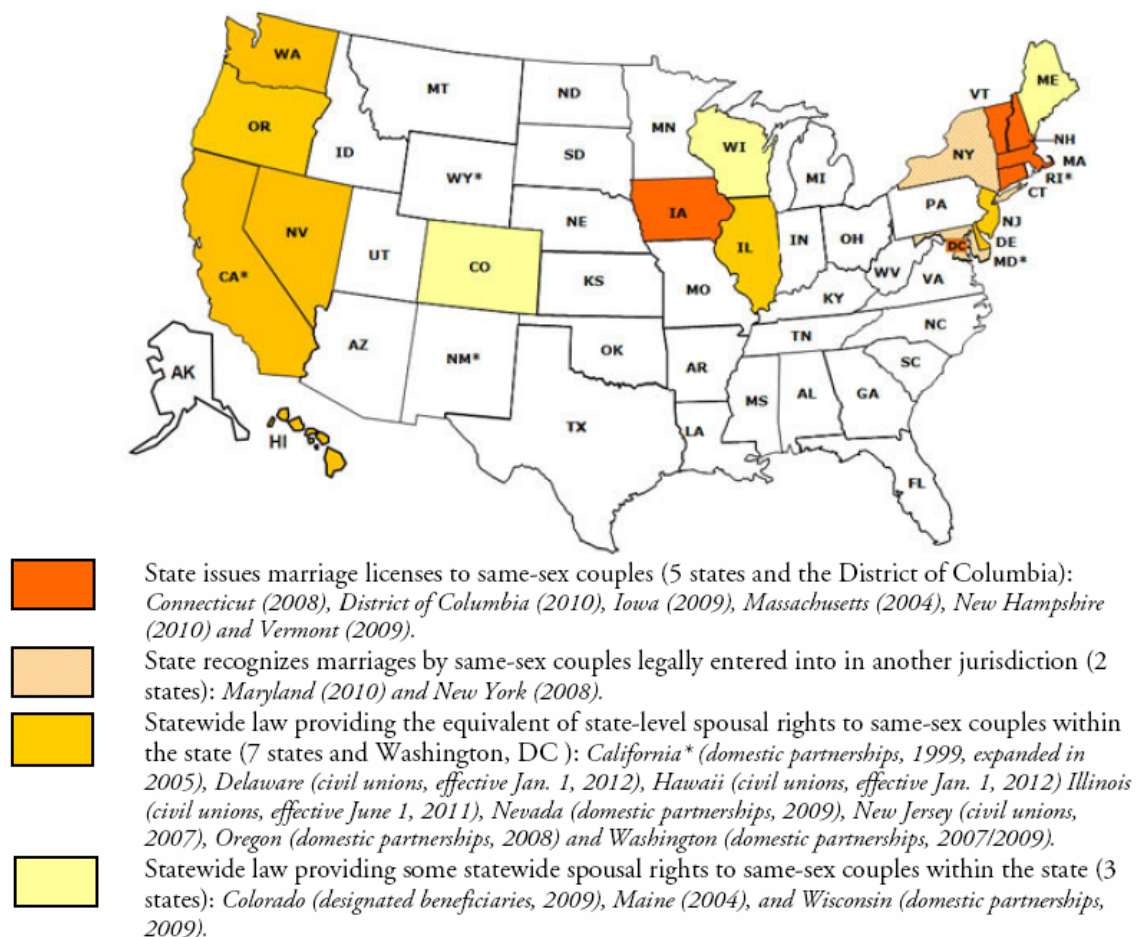 WA
MT
ND
VT
ME
OR
MN
ID
SD
WI
NY
NH
MA
WY*
MI
RI*
CT
IA
PA
NE
NJ
NV
UT
CO
IL
IN
OH
DE
DC
MD*
CA*
KS
MO
WV
VA
KY
NC
AZ
NM*
OK
TN
AR
SC
AK
MS
AL
GA
TX
LA
HI
FL
State issues marriage licenses to same-sex couples (5 states and the District of Columbia):
Connecticut (2008), District of Columbia (2010), Iowa (2009), Massachusetts (2004), New Hampshire
(2010) and Vermont (2009).
State recognizes marriages by same-sex couples legally entered into in another jurisdiction (2
states): Maryland (2010) and New York (2008).
Statewide law providing the equivalent of state-level spousal rights to same-sex couples within
the state (7 states and Washington, DC ): California* (domestic partnerships, 1999, expanded in
2005), Delaware (civil unions, effective Jan. 1, 2012), Hawaii (civil unions, effective Jan. 1, 2012) Illinois
(civil unions, effective June 1, 2011), Nevada (domestic partnerships, 2009), New Jersey (civil unions,
2007), Oregon (domestic partnerships, 2008) and Washington (domestic partnerships, 2007/2009).
Statewide law providing some statewide spousal rights to same-sex couples within the state (3
states): Colorado (designated beneficiaries, 2009), Maine (2004), and Wisconsin (domestic partnerships,
2009).